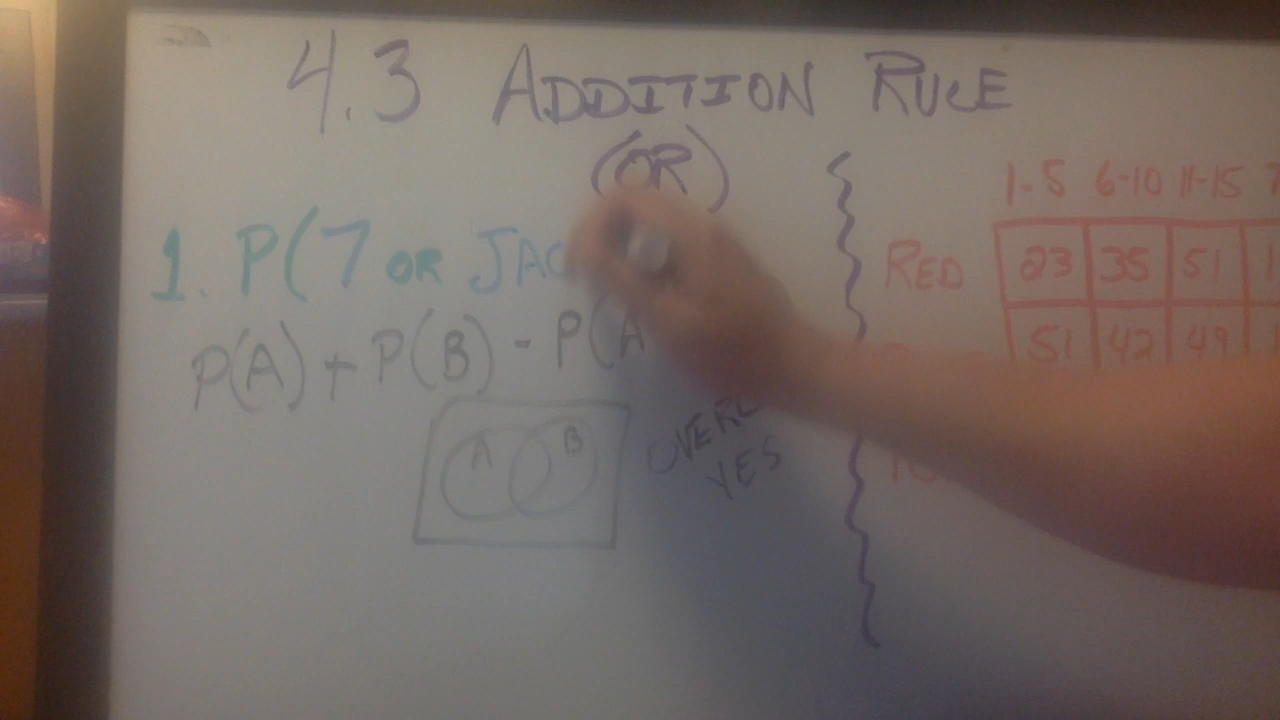 4.3 ADDITION RULE
(OR)
1. P(7 OR JAC
P(A) + P(B) - P(A
A B
OVERL
YES
1-5 6-10 11-15
RED 23 35 51
51 42 49